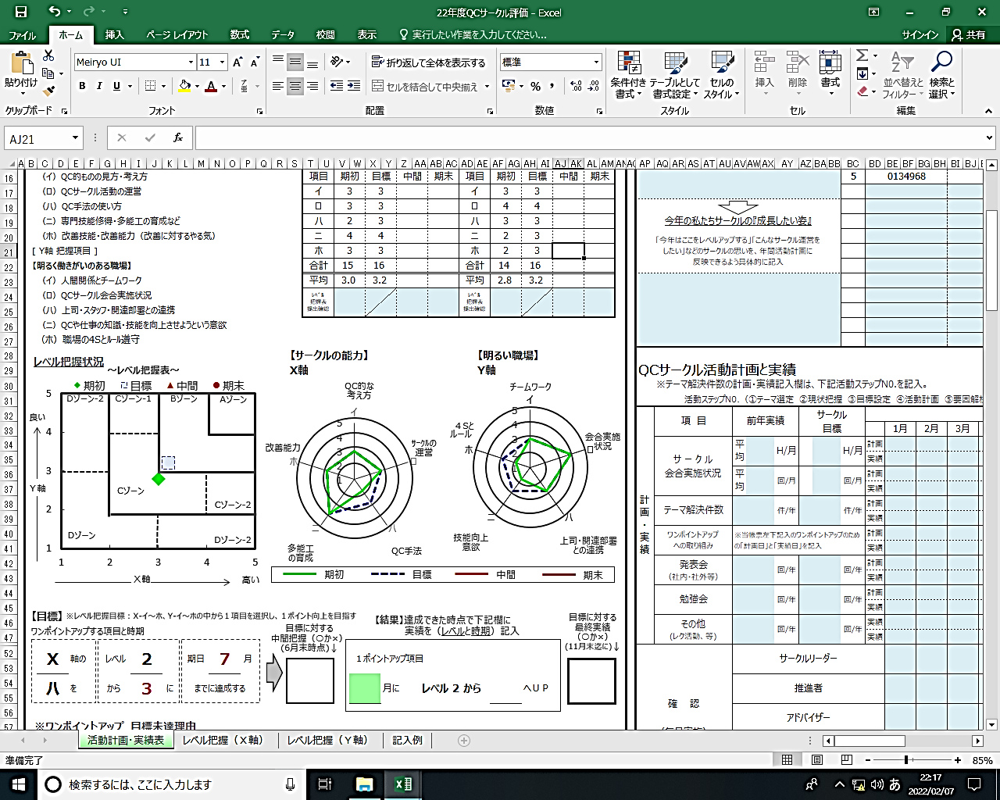 22年度QCサークル評価 - Excel
ファイル ホーム 挿入 ページ レイアウト 数式 データ 校閲 表示 実行したい作業を入力してください... サインイン 共有
貼り付け
Meiryo UI 11
B I U
折り返して全体を表示する
セルを結合して中央揃え
標準
% ,
条件付き書式 テーブルとして書式設定 セルのスタイル
挿入 削除 書式
並べ替えとフィルター 検索と選択
クリップボード フォント 配置 数値 スタイル セル 編集
AJ21 fx
A B C D E F G H I J K L M N O P Q R S T U V W X Y Z AA AB AC AD AE AF AG AH AI AJ AK AL AM AP AQ AR AS AT AU AV AW AX AY AZ BA BB BC BD BE BF BG BH BI BJ
16 (イ) QC的ものの見方・考え方 項目 期初 目標 中間 期末 項目 期初 目標 中間 期末 5 0134968
17 (ロ) QCサークル活動の運営 イ 3 3 イ 3 3
18 (ハ) QC手法の使い方 ロ 3 3 ロ 4 4
19 (ニ) 専門技能修得・多能工の育成など ハ 2 3 ハ 3 3
20 (ホ) 改善技能・改善能力 (改善に対するやる気) ニ 4 4 ニ 2 3
21 [ Y軸 把握項目 ] ホ 3 3 ホ 2 3
22 【明るく働きがいのある職場】 合計 15 16 合計 14 16
23 (イ) 人間関係とチームワーク 平均 3.0 3.2 平均 2.8 3.2
24 (ロ) QCサークル会合実施状況
25 (ハ) 上司・スタッフ・関連部署との連携
レベル把握表提出確認 レベル把握表提出確認
26 (ニ) QCや仕事の知識・技能を向上させようという意欲
27 (ホ) 職場の4Sとルール遵守
今年の私たちサークルの『成長したい姿』
「今年はここをレベルアップする」「こんなサークル運営を
したい」などのサークルの思いを、年間活動計画に
反映できるよう具体的に記入
28 29 30 31 32 33 34 35 36 37 38 39 40 41 42 43 44 45 46 47 52 53 54 55 56 57
レベル把握状況
～レベル把握表～
期初 目標 中間 期末
Dゾーン-2 Cゾーン-1 Bゾーン Aゾーン
Cゾーン
Cゾーン-2
Dゾーン Dゾーン-2
5 4 3 2 1
良い
Y軸
1 2 3 4 5
X軸 高い
【サークルの能力】
X軸
QC的な
考え方
イ
サークルの
運営
ロ
ハ
QC手法
ニ
多能工
の育成
改善能力
ホ
5 4 3 2 1
【明るい職場】
Y軸
チームワーク
イ
会合実施
状況
ロ
ハ
上司・関連部署
との連携
ニ
技能向上
意欲
4Sと
ルール
ホ
5 4 3 2 1
期初 目標 中間 期末
QCサークル活動計画と実績
※テーマ解決件数の計画・実績記入欄は、下記活動ステップNO.を記入。
活動ステップNO. (①テーマ選定 ②現状把握 ③目標設定 ④活動計画 ⑤要因解析
項 目 前年実績 サークル目標 1月 2月 3月
計画・実績
サークル会合実施状況 平均 H/月 H/月 計画 実績
平均 回/月 回/月 計画 実績
テーマ解決件数 件/年 件/年 計画 実績
ワンポイントアップへの取り組み ※当帳票左下記入のワンポイントアップのための「計画日」と「実績日」を記入 計画 実績
発表会(社内・社外等) 回/年 回/年 計画 実績
勉強会 回/年 回/年 計画 実績
その他(レク活動、等) 回/年 回/年 計画 実績
確 認
サークルリーダー
推進者
アドバイザー
【目標】 ※レベル把握目標：X-イ～ホ、Y-イ～ホの中から１項目を選択し、１ポイント向上を目指す
ワンポイントアップする項目と時期
X 軸の レベル 2 期日 7 月
ハ を から 3 に までに達成する
目標に対する
中間把握 (○か×)
(6月末時点)↓
【結果】達成できた時点で下記欄に
実績を (レベルと時期) 記入
1ポイントアップ項目
月に レベル 2 から へＵＰ
目標に対する
最終実績
(○か×)
(11月末迄に)↓
※ワンポイントアップ 目標未達理由
活動計画・実績表 レベル把握 (X軸) レベル把握 (Y軸) 記入例
準備完了 85%
検索するには、ここに入力します
あ 22:17
2022/02/07